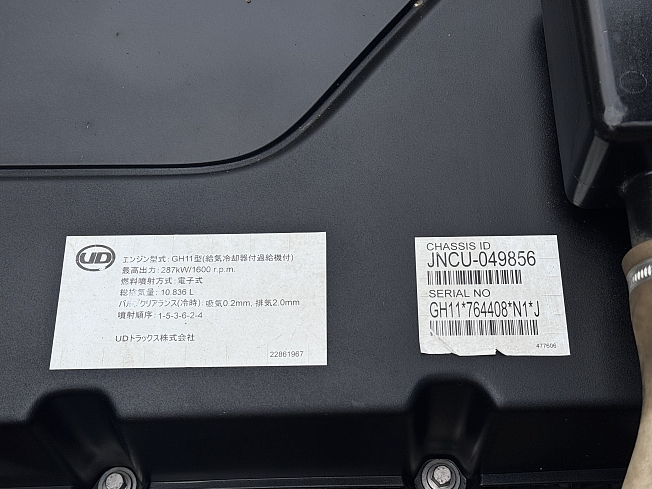 UD
エンジン型式: GH11型(給気冷却器付過給機付)
最高出力: 287kW/1600 r.p.m.
燃料噴射方式: 電子式
総排気量: 10.836 L
バルブクリアランス(冷時): 吸気0.2mm, 排気2.0mm
噴射順序: 1-5-3-6-2-4
UDトラックス株式会社
22861967
CHASSIS ID
JNCU-049856
SERIAL NO
GH11*764408*N1*J
477606